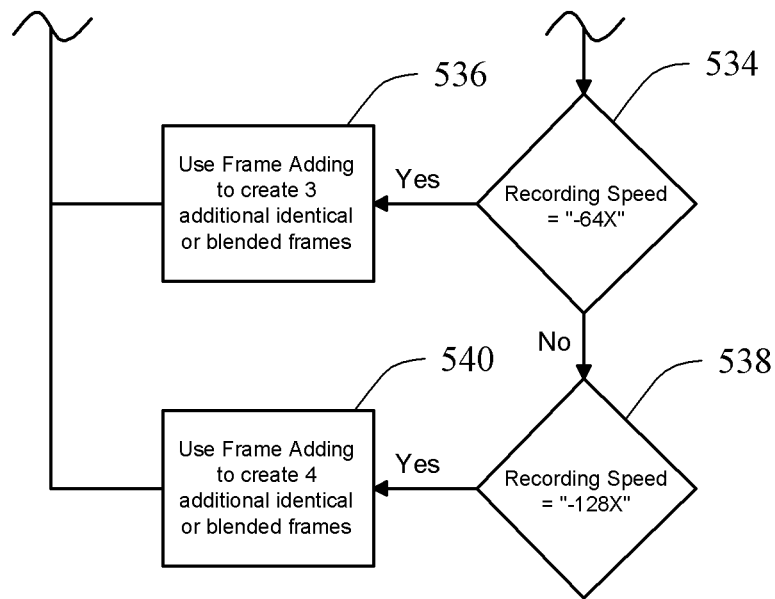 534
536
Use Frame Adding
to create 3
additional identical
or blended frames
Yes
Recording Speed
= "-64X"
No
538
540
Use Frame Adding
to create 4
additional identical
or blended frames
Yes
Recording Speed
= "-128X"